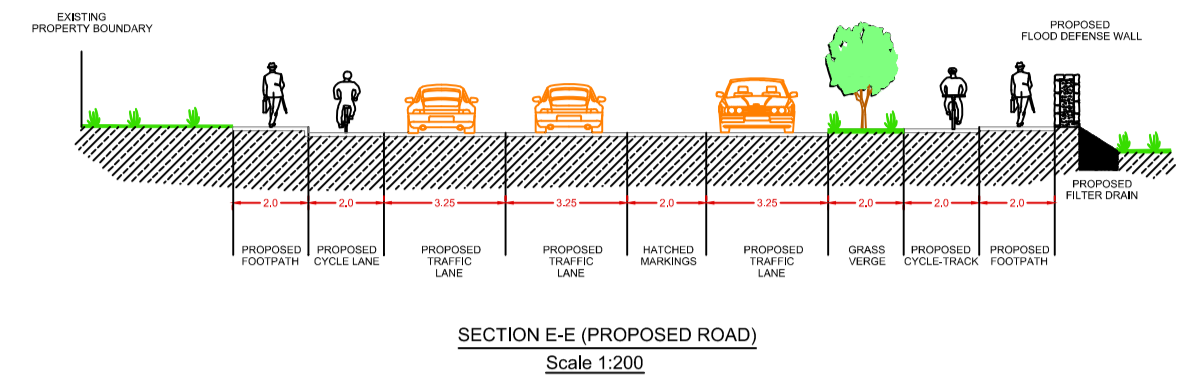 EXISTING
PROPERTY BOUNDARY
PROPOSED
FLOOD DEFENSE WALL
PROPOSED
FILTER DRAIN
2.0
2.0
3.25
3.25
2.0
3.25
2.0
2.0
2.0
PROPOSED
FOOTPATH
PROPOSED
CYCLE LANE
PROPOSED
TRAFFIC
LANE
PROPOSED
TRAFFIC
LANE
HATCHED
MARKINGS
PROPOSED
TRAFFIC
LANE
GRASS
VERGE
PROPOSED
CYCLE-TRACK
PROPOSED
FOOTPATH
SECTION E-E (PROPOSED ROAD)
Scale 1:200